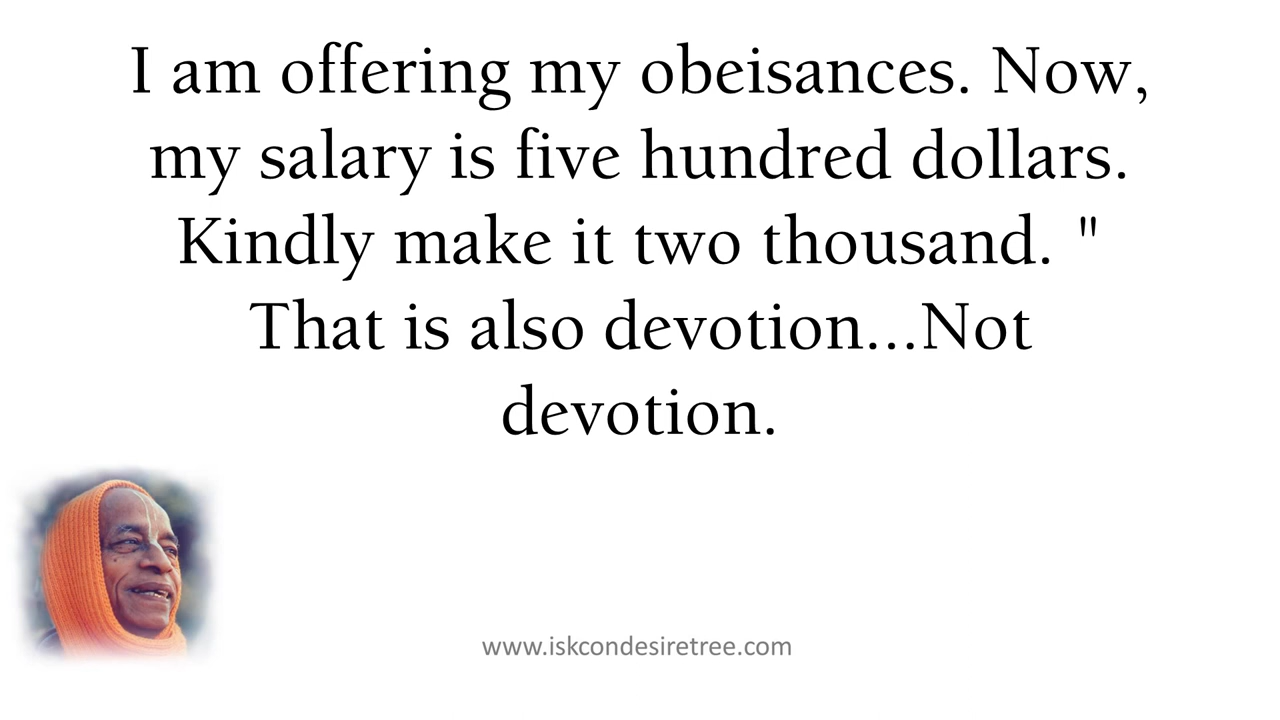 I am offering my obeisances. Now,
my salary is five hundred dollars.
Kindly make it two thousand. "
That is also devotion...Not
devotion.
www.iskcondesiretree.com